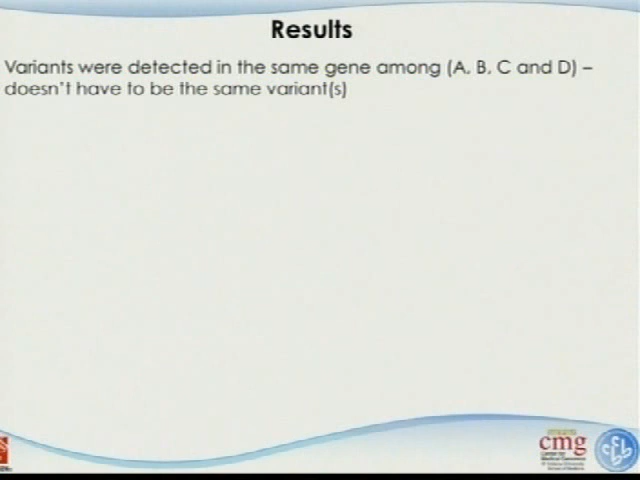 Results
Variants were detected in the same gene among (A, B, C and D) –
doesn't have to be the same variant(s)
cmg